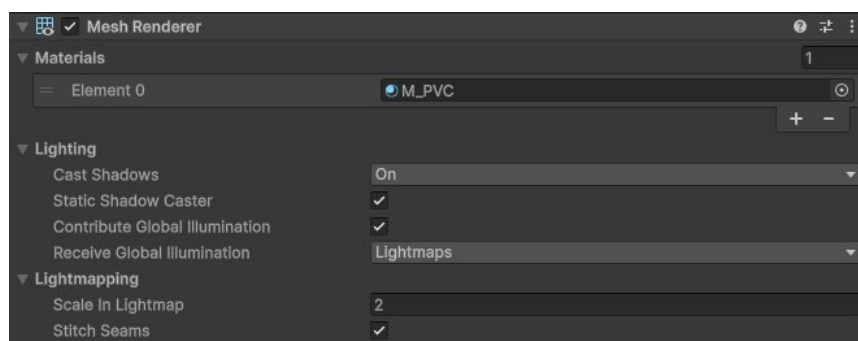 Mesh Renderer
Materials 1
Element 0 M_PVC
+ −
Lighting
Cast Shadows On
Static Shadow Caster
Contribute Global Illumination
Receive Global Illumination Lightmaps
Lightmapping
Scale In Lightmap 2
Stitch Seams